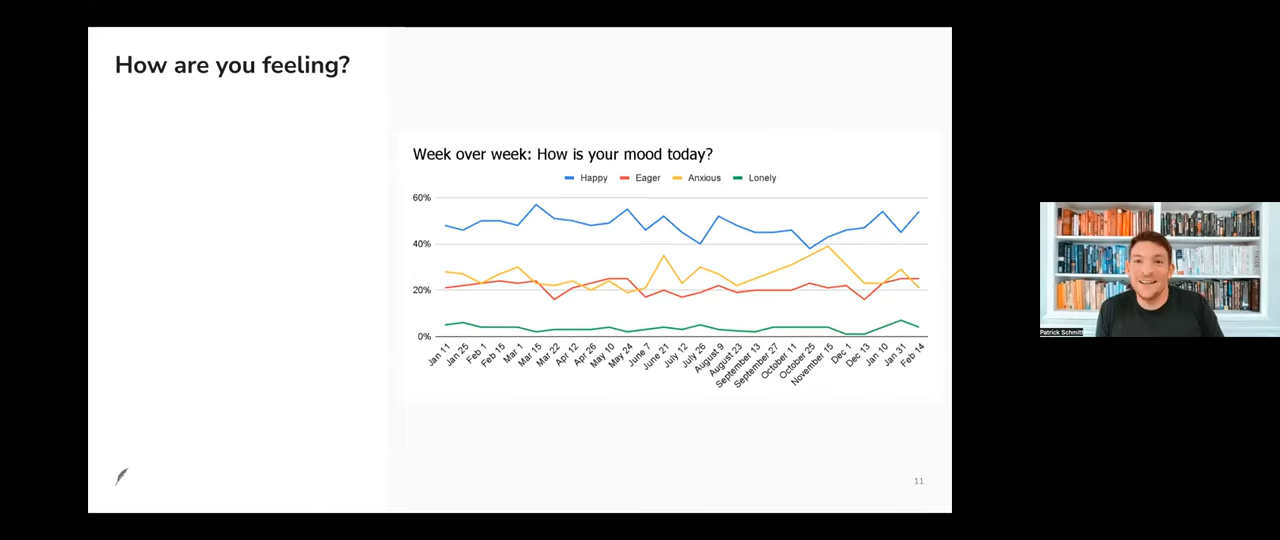 How are you feeling?
Week over week: How is your mood today?
Happy Eager Anxious Lonely
60%
40%
20%
0%
Jan 11 Jan 25 Feb 1 Feb 15 Mar 1 Mar 15 Mar 22 Apr 12 Apr 26 May 10 May 24 June 7 June 21 July 12 July 26 August 9 August 23 September 13 September 27 October 11 October 25 November 15 Dec 1 Dec 13 Jan 10 Jan 31 Feb 14
Patrick Schmitt
11